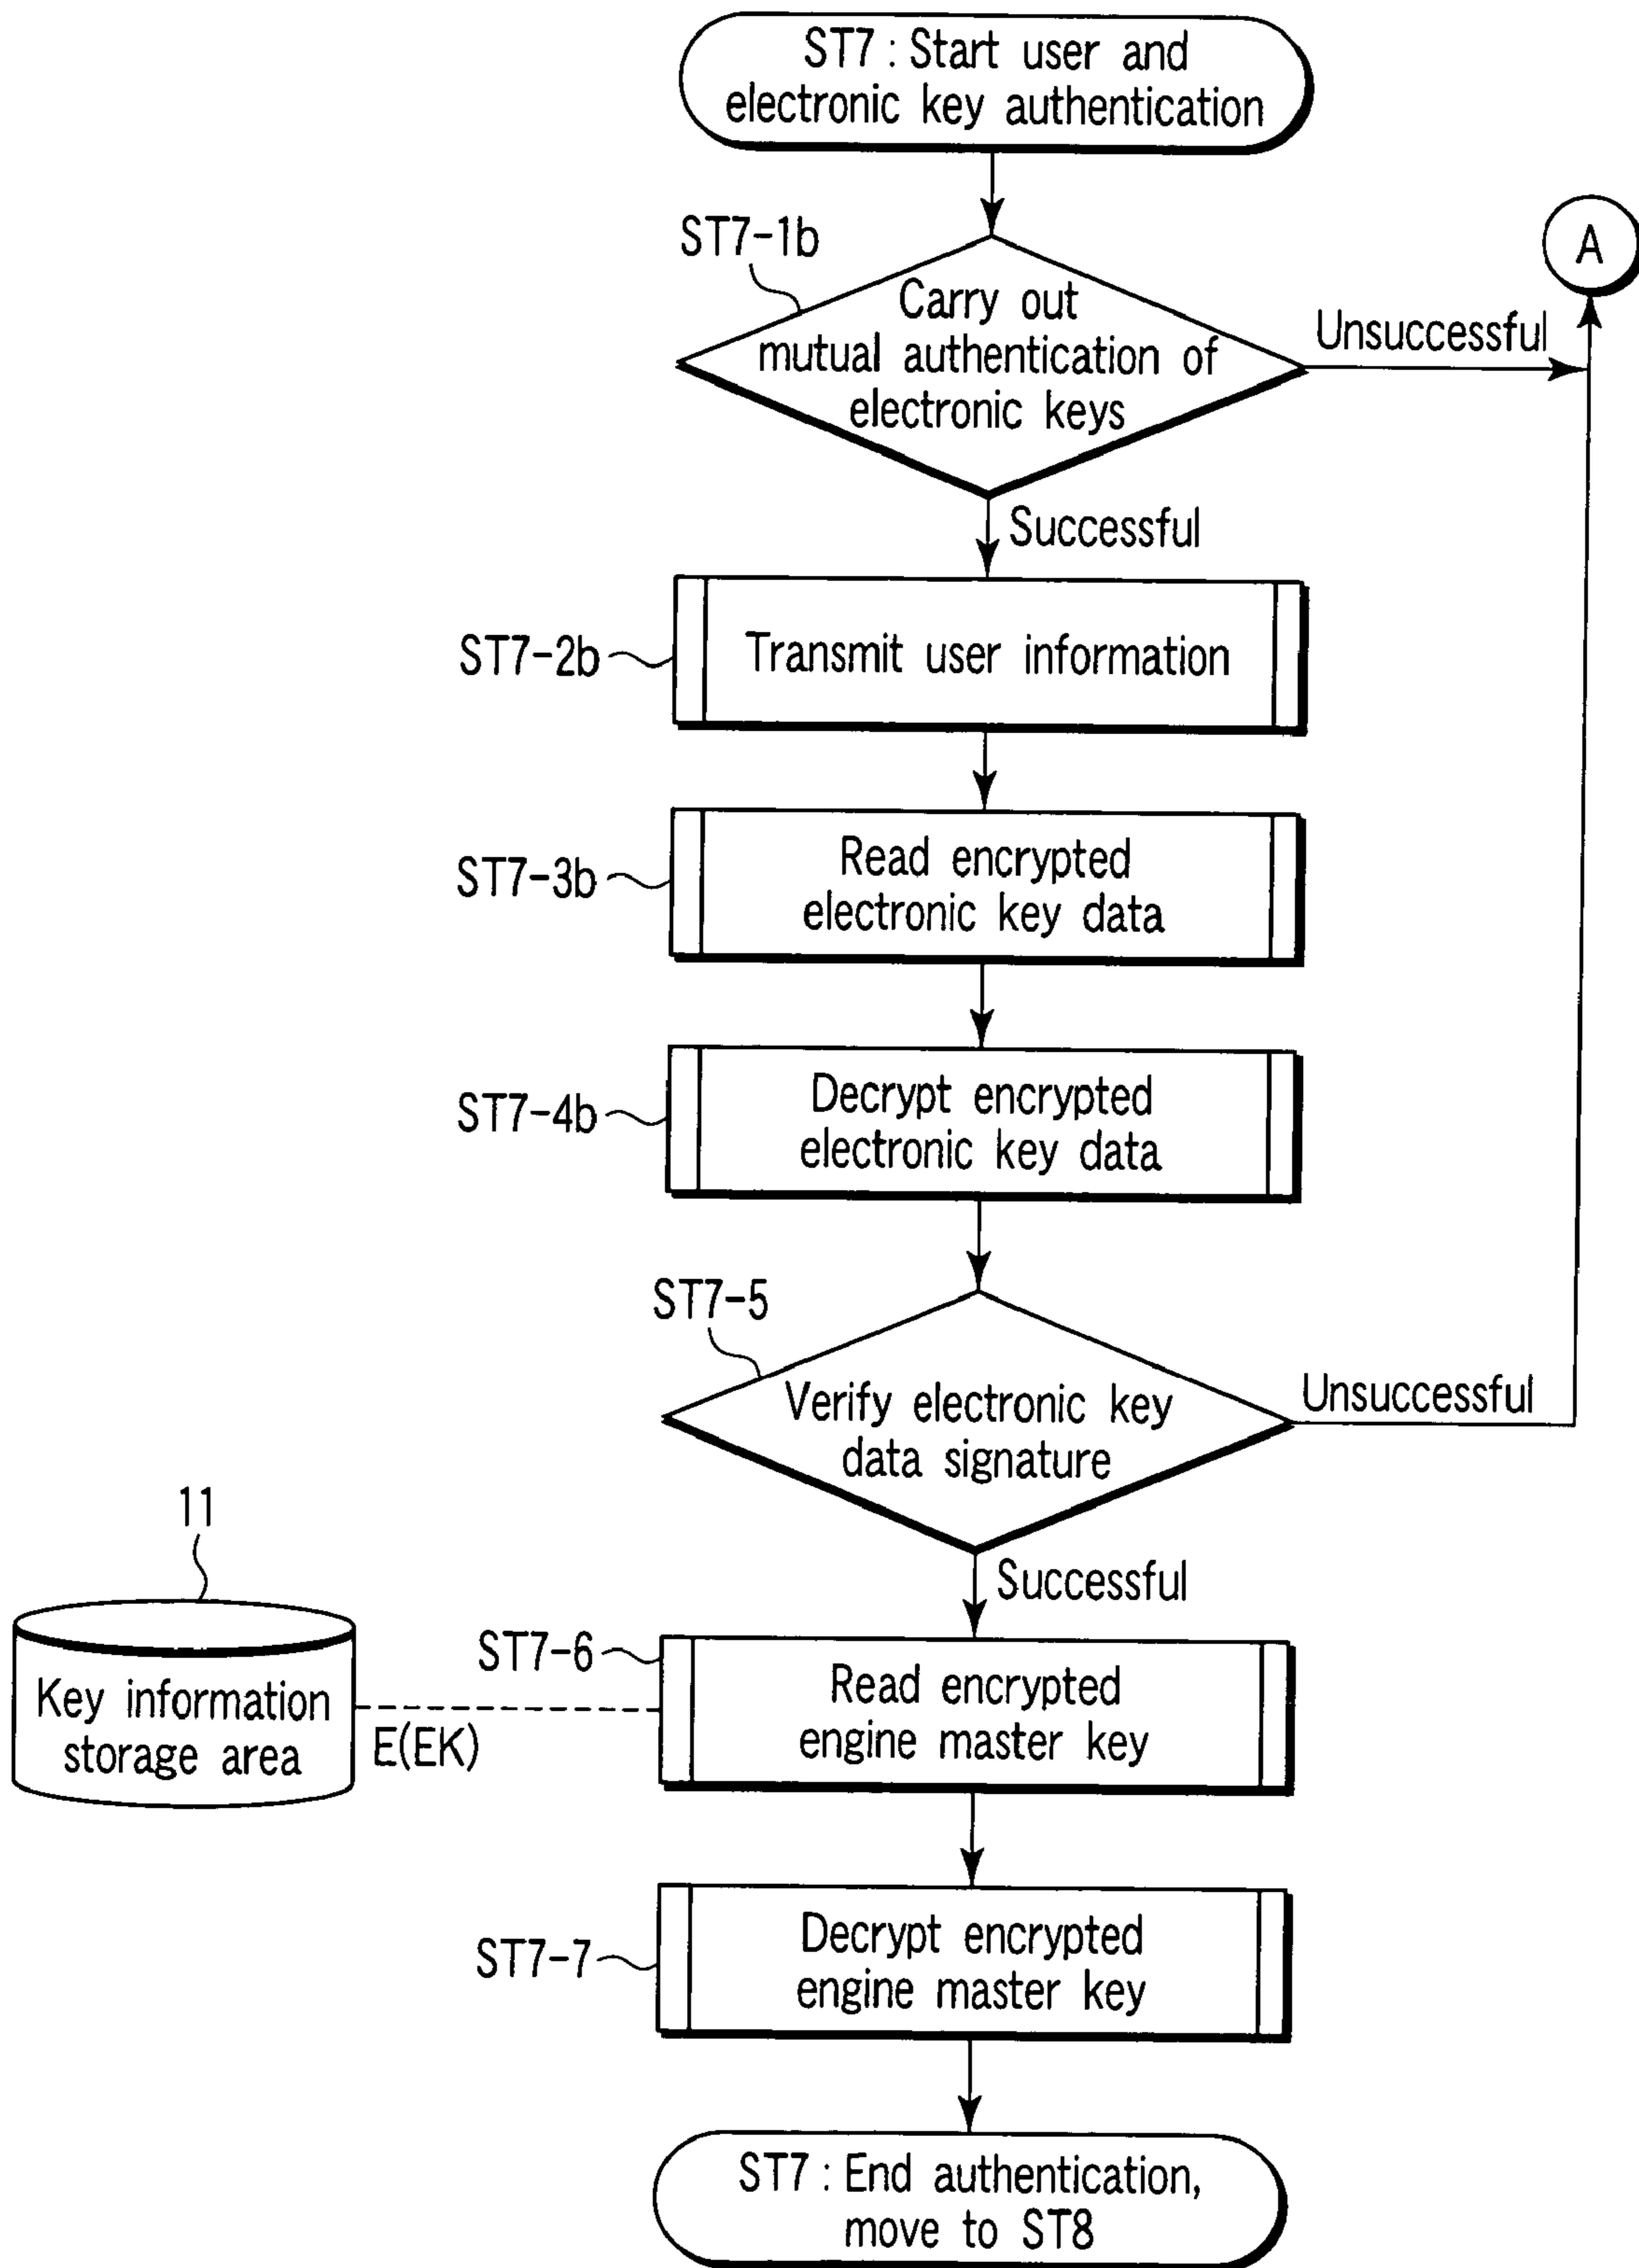 ST7 : Start user and
electronic key authentication
A
ST7-1b
Carry out
mutual authentication of
electronic keys
Unsuccessful
Successful
ST7-2b
Transmit user information
ST7-3b
Read encrypted
electronic key data
ST7-4b
Decrypt encrypted
electronic key data
ST7-5
Verify electronic key
data signature
Unsuccessful
Successful
11
Key information
storage area
E(EK)
ST7-6
Read encrypted
engine master key
ST7-7
Decrypt encrypted
engine master key
ST7 : End authentication,
move to ST8